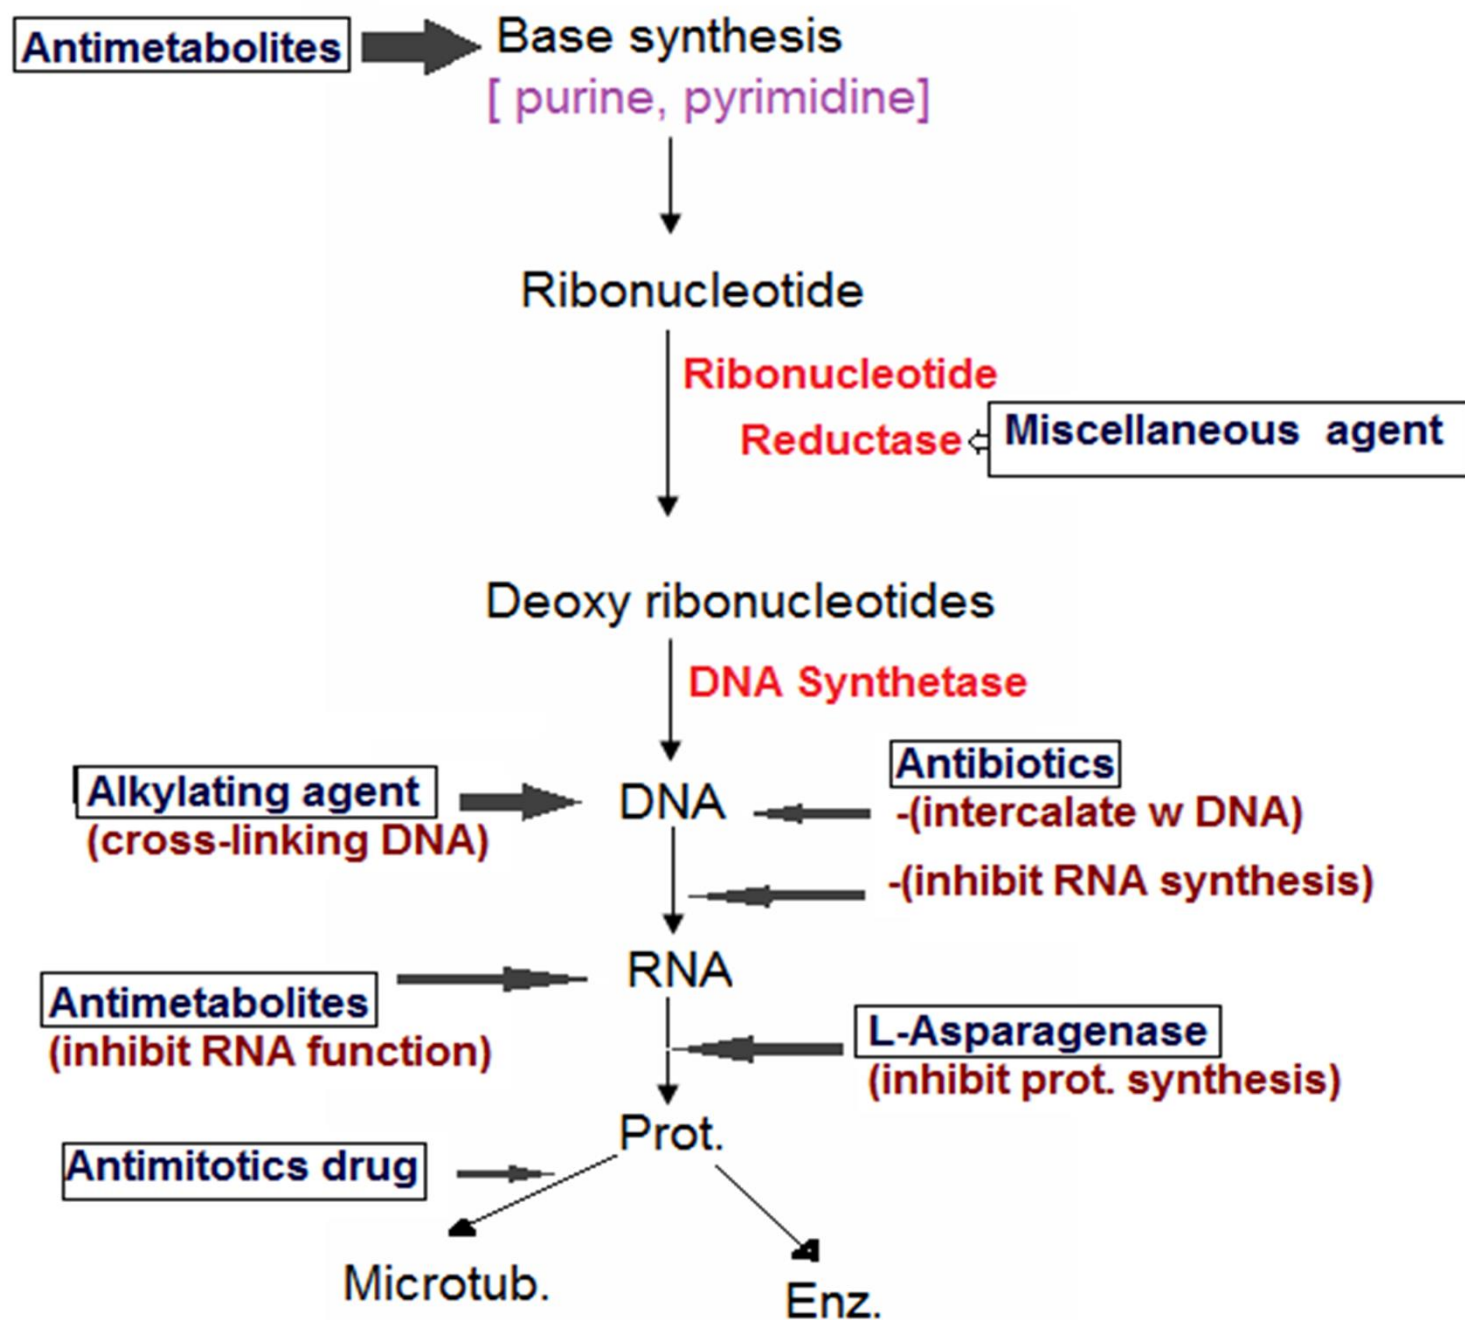 Antimetabolites
Base synthesis
[ purine, pyrimidine]
Ribonucleotide
Ribonucleotide
Reductase
Miscellaneous agent
Deoxy ribonucleotides
DNA Synthetase
Alkylating agent
(cross-linking DNA)
DNA
Antibiotics
-(intercalate w DNA)
-(inhibit RNA synthesis)
RNA
Antimetabolites
(inhibit RNA function)
L-Asparagenase
(inhibit prot. synthesis)
Prot.
Antimitotics drug
Microtub.
Enz.